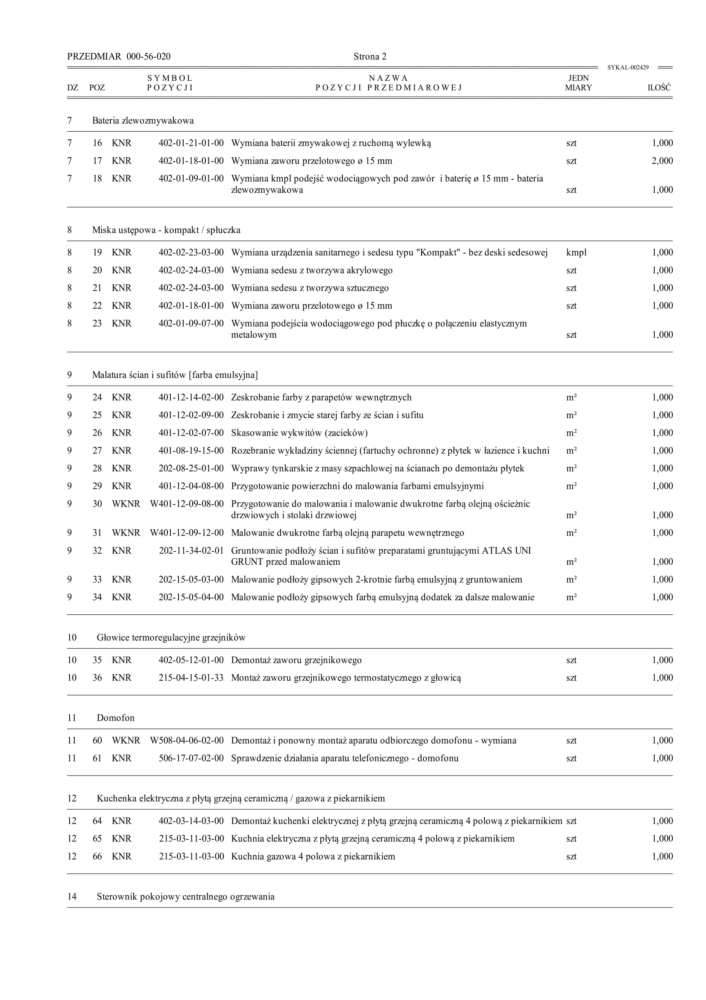 PRZEDMIAR 000-56-020 Strona 2
SYKAL-002429
SYMBOL NAZWA JEDN
DZ POZ POZYCJI POZYCJI PRZEDMIAROWEJ MIARY ILOŚĆ
7 Bateria zlewozmywakowa
7 16 KNR 402-01-21-01-00 Wymiana baterii zmywakowej z ruchomą wylewką szt 1,000
7 17 KNR 402-01-18-01-00 Wymiana zaworu przelotowego ø 15 mm szt 2,000
7 18 KNR 402-01-09-01-00 Wymiana kmpl podejść wodociągowych pod zawór i baterię ø 15 mm - bateria
zlewozmywakowa szt 1,000
8 Miska ustępowa - kompakt / spłuczka
8 19 KNR 402-02-23-03-00 Wymiana urządzenia sanitarnego i sedesu typu "Kompakt" - bez deski sedesowej kmpl 1,000
8 20 KNR 402-02-24-03-00 Wymiana sedesu z tworzywa akrylowego szt 1,000
8 21 KNR 402-02-24-03-00 Wymiana sedesu z tworzywa sztucznego szt 1,000
8 22 KNR 402-01-18-01-00 Wymiana zaworu przelotowego ø 15 mm szt 1,000
8 23 KNR 402-01-09-07-00 Wymiana podejścia wodociągowego pod płuczkę o połączeniu elastycznym
metalowym szt 1,000
9 Malatura ścian i sufitów [farba emulsyjna]
9 24 KNR 401-12-14-02-00 Zeskrobanie farby z parapetów wewnętrznych m² 1,000
9 25 KNR 401-12-02-09-00 Zeskrobanie i zmycie starej farby ze ścian i sufitu m² 1,000
9 26 KNR 401-12-02-07-00 Skasowanie wykwitów (zacieków) m² 1,000
9 27 KNR 401-08-19-15-00 Rozebranie wykładziny ściennej (fartuchy ochronne) z płytek w łazience i kuchni m² 1,000
9 28 KNR 202-08-25-01-00 Wyprawy tynkarskie z masy szpachlowej na ścianach po demontażu płytek m² 1,000
9 29 KNR 401-12-04-08-00 Przygotowanie powierzchni do malowania farbami emulsyjnymi m² 1,000
9 30 WKNR W401-12-09-08-00 Przygotowanie do malowania i malowanie dwukrotne farbą olejną ościeżnic
drzwiowych i stolaki drzwiowej m² 1,000
9 31 WKNR W401-12-09-12-00 Malowanie dwukrotne farbą olejną parapetu wewnętrznego m² 1,000
9 32 KNR 202-11-34-02-01 Gruntowanie podłoży ścian i sufitów preparatami gruntującymi ATLAS UNI
GRUNT przed malowaniem m² 1,000
9 33 KNR 202-15-05-03-00 Malowanie podłoży gipsowych 2-krotnie farbą emulsyjną z gruntowaniem m² 1,000
9 34 KNR 202-15-05-04-00 Malowanie podłoży gipsowych farbą emulsyjną dodatek za dalsze malowanie m² 1,000
10 Głowice termoregulacyjne grzejników
10 35 KNR 402-05-12-01-00 Demontaż zaworu grzejnikowego szt 1,000
10 36 KNR 215-04-15-01-33 Montaż zaworu grzejnikowego termostatycznego z głowicą szt 1,000
11 Domofon
11 60 WKNR W508-04-06-02-00 Demontaż i ponowny montaż aparatu odbiorczego domofonu - wymiana szt 1,000
11 61 KNR 506-17-07-02-00 Sprawdzenie działania aparatu telefonicznego - domofonu szt 1,000
12 Kuchenka elektryczna z płytą grzejną ceramiczną / gazowa z piekarnikiem
12 64 KNR 402-03-14-03-00 Demontaż kuchenki elektrycznej z płytą grzejną ceramiczną 4 polową z piekarnikiem szt 1,000
12 65 KNR 215-03-11-03-00 Kuchnia elektryczna z płytą grzejną ceramiczną 4 polową z piekarnikiem szt 1,000
12 66 KNR 215-03-11-03-00 Kuchnia gazowa 4 polowa z piekarnikiem szt 1,000
14 Sterownik pokojowy centralnego ogrzewania